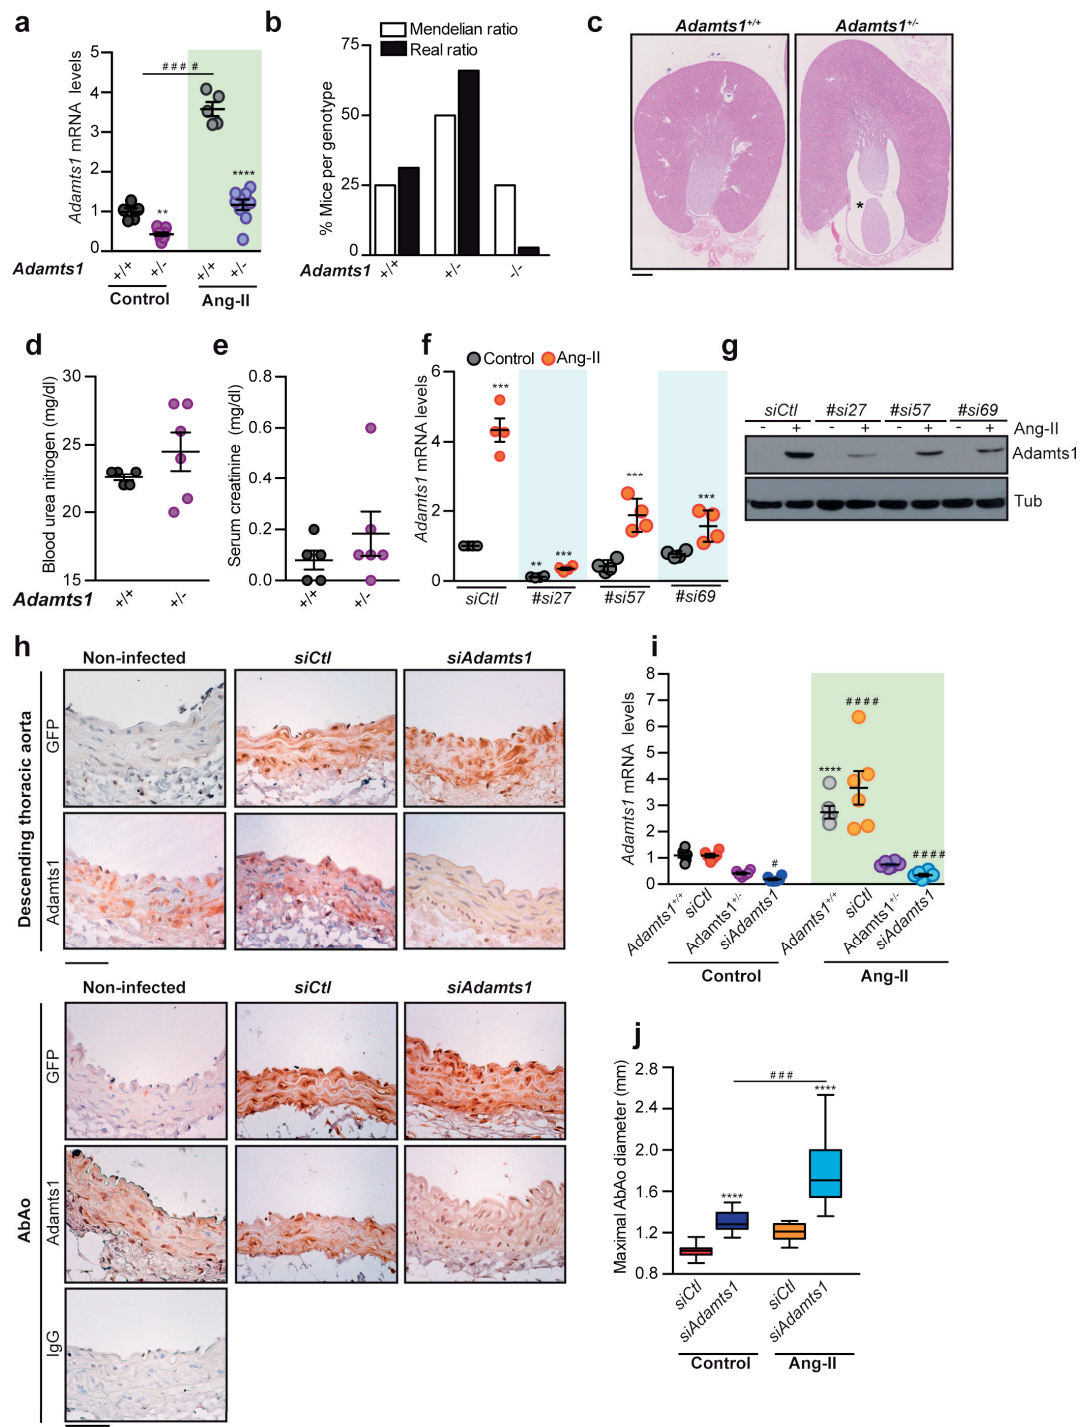 a
Adamts1 mRNA levels
5
4
3
2
1
0
# # # #
**
****
Adamts1
+/+
+/-
+/+
+/-
Control
Ang-II
b
Mendelian ratio
Real ratio
% Mice per genotype
75
50
25
0
Adamts1
+/+
+/-
-/-
c
Adamts1+/+
Adamts1+/-
*
d
Blood urea nitrogen (mg/dl)
30
25
20
15
Adamts1
+/+
+/-
e
Serum creatinine (mg/dl)
0.8
0.6
0.4
0.2
0.0
+/+
+/-
f
Control
Ang-II
Adamts1 mRNA levels
6
4
2
0
***
**
***
***
***
siCtl
#si27
#si57
#si69
g
siCtl
#si27
#si57
#si69
- + - + - + - +
Ang-II
Adamts1
Tub
h
Non-infected
siCtl
siAdamts1
Descending thoracic aorta
GFP
Adamts1
Non-infected
siCtl
siAdamts1
AbAo
GFP
Adamts1
IgG
i
Adamts1 mRNA levels
8
7
6
5
4
3
2
1
0
#
****
####
####
Adamts1+/+
siCtl
Adamts1+/-
siAdamts1
Adamts1+/+
siCtl
Adamts1+/-
siAdamts1
Control
Ang-II
j
Maximal AbAo diameter (mm)
2.8
2.4
2.0
1.6
1.2
0.8
###
****
****
siCtl
siAdamts1
siCtl
siAdamts1
Control
Ang-II